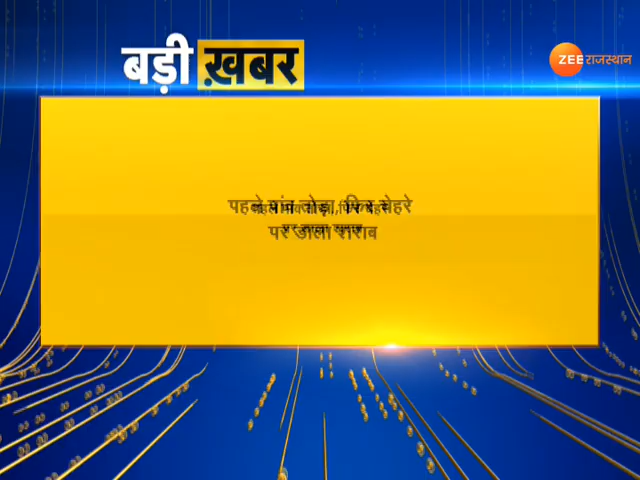 बड़ी ख़बर
ZEE राजस्थान
पहले पांव तोड़ा, फिर चेहरे
पर डाला शराब